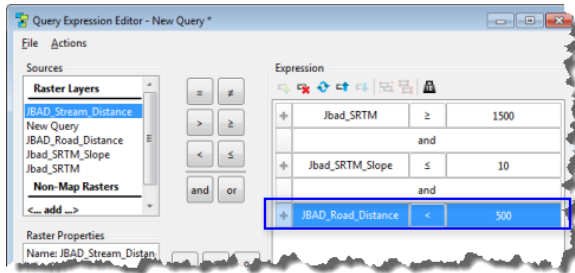 Query Expression Editor - New Query *
File Actions
Sources
Raster Layers
JBAD_Stream_Distance
New Query
JBAD_Road_Distance
Jbad_SRTM_Slope
Jbad_SRTM
Non-Map Rasters
<... add ...>
Raster Properties
Name: JBAD_Stream_Distan
= ≠
> ≥
< ≤
and or
Expression
Jbad_SRTM ≥ 1500
and
Jbad_SRTM_Slope ≤ 10
and
JBAD_Road_Distance < 500